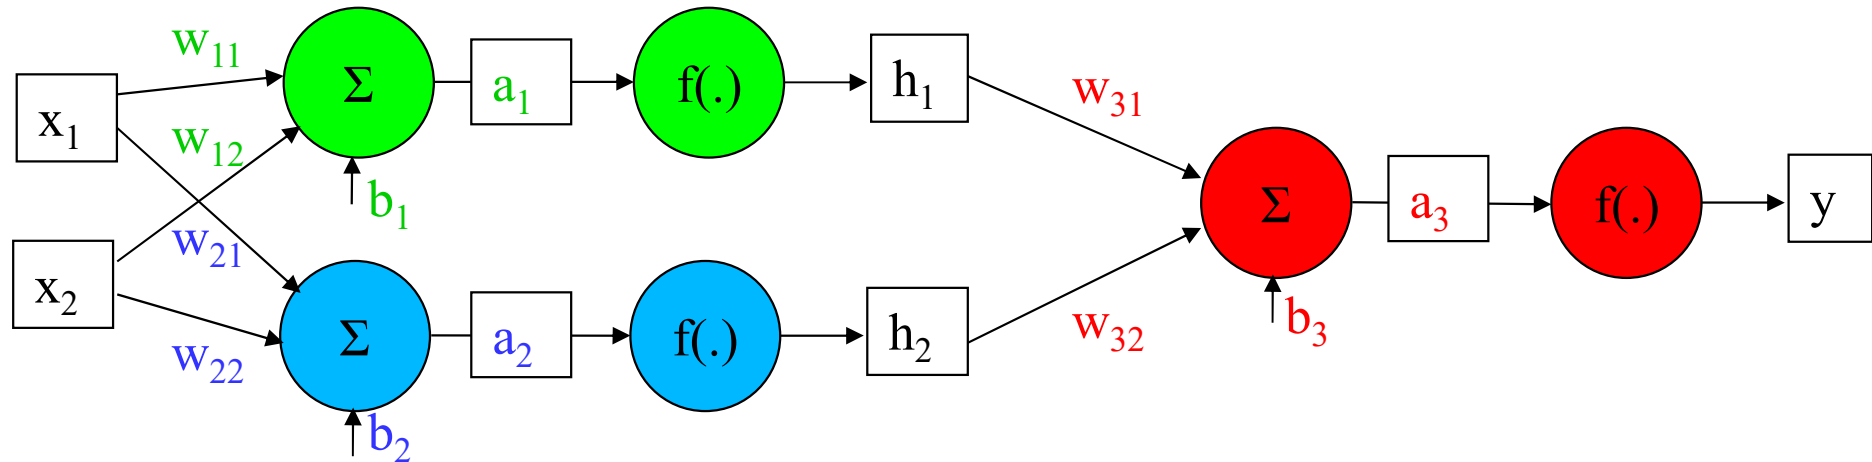 w₁₁
x₁
Σ
a₁
f(.)
h₁
w₃₁
w₁₂
b₁
Σ
a₃
f(.)
y
w₂₁
x₂
w₂₂
Σ
a₂
f(.)
h₂
w₃₂
b₃
b₂